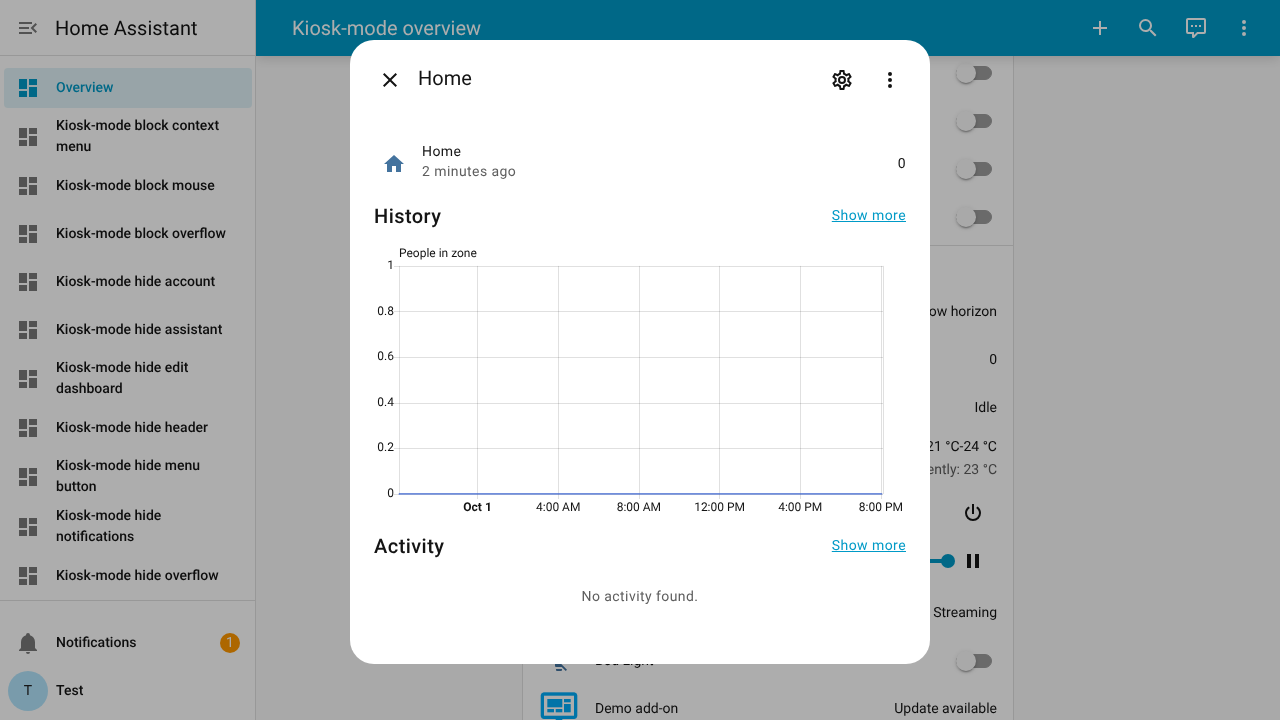 Home Assistant
Kiosk-mode overview
Overview
Kiosk-mode block context
menu
Kiosk-mode block mouse
Kiosk-mode block overflow
Kiosk-mode hide account
Kiosk-mode hide assistant
Kiosk-mode hide edit
dashboard
Kiosk-mode hide header
Kiosk-mode hide menu
button
Kiosk-mode hide
notifications
Kiosk-mode hide overflow
Notifications
1
T
Test
Home
Home
2 minutes ago
0
History
Show more
People in zone
1
0.8
0.6
0.4
0.2
0
Oct 1
4:00 AM
8:00 AM
12:00 PM
4:00 PM
8:00 PM
Activity
Show more
No activity found.
horizon
0
Idle
21 °C-24 °C
23 °C
Streaming
Demo add-on
Update available